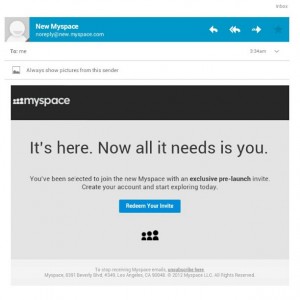 Inbox
New Myspace
noreply@new.myspace.com
To: me
3:34am
Always show pictures from this sender
myspace
It's here. Now all it needs is you.
You've been selected to join the new Myspace with an exclusive pre-launch invite.
Create your account and start exploring today.
Redeem Your Invite
To stop receiving Myspace emails, unsubscribe here.
Myspace, 8391 Beverly Blvd. #349, Los Angeles, CA 90048. © 2012 Myspace LLC. All Rights Reserved.